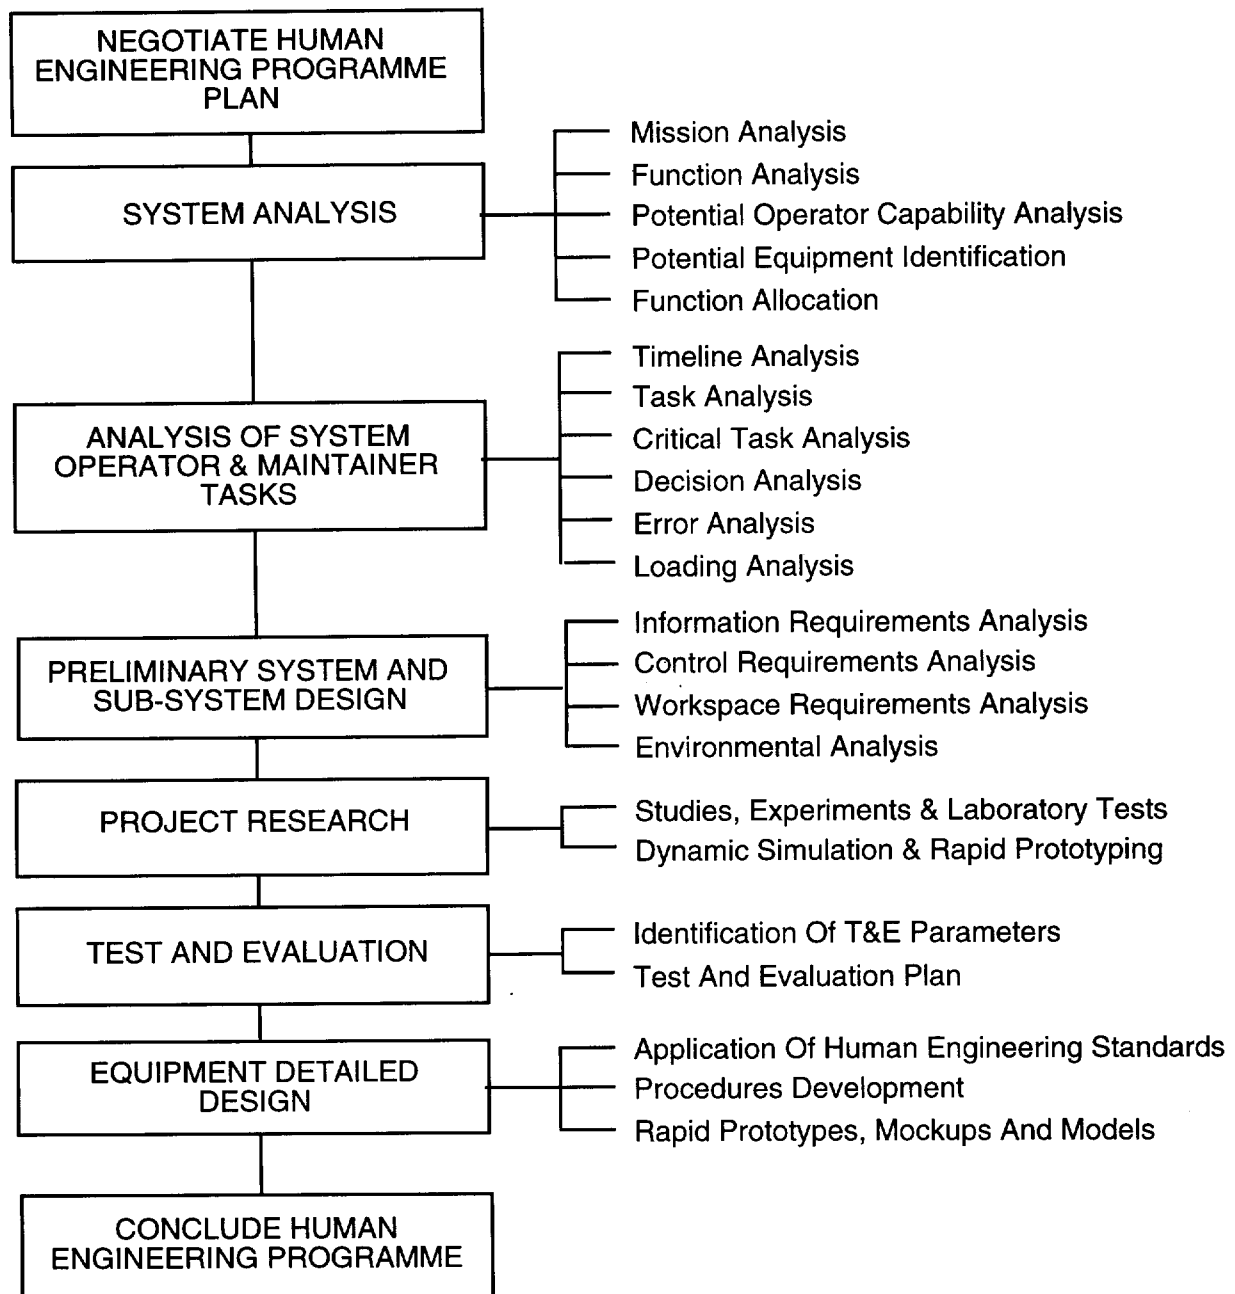 NEGOTIATE HUMAN
ENGINEERING PROGRAMME
PLAN
SYSTEM ANALYSIS
Mission Analysis
Function Analysis
Potential Operator Capability Analysis
Potential Equipment Identification
Function Allocation
ANALYSIS OF SYSTEM
OPERATOR & MAINTAINER
TASKS
Timeline Analysis
Task Analysis
Critical Task Analysis
Decision Analysis
Error Analysis
Loading Analysis
PRELIMINARY SYSTEM AND
SUB-SYSTEM DESIGN
Information Requirements Analysis
Control Requirements Analysis
Workspace Requirements Analysis
Environmental Analysis
PROJECT RESEARCH
Studies, Experiments & Laboratory Tests
Dynamic Simulation & Rapid Prototyping
TEST AND EVALUATION
Identification Of T&E Parameters
Test And Evaluation Plan
EQUIPMENT DETAILED
DESIGN
Application Of Human Engineering Standards
Procedures Development
Rapid Prototypes, Mockups And Models
CONCLUDE HUMAN
ENGINEERING PROGRAMME